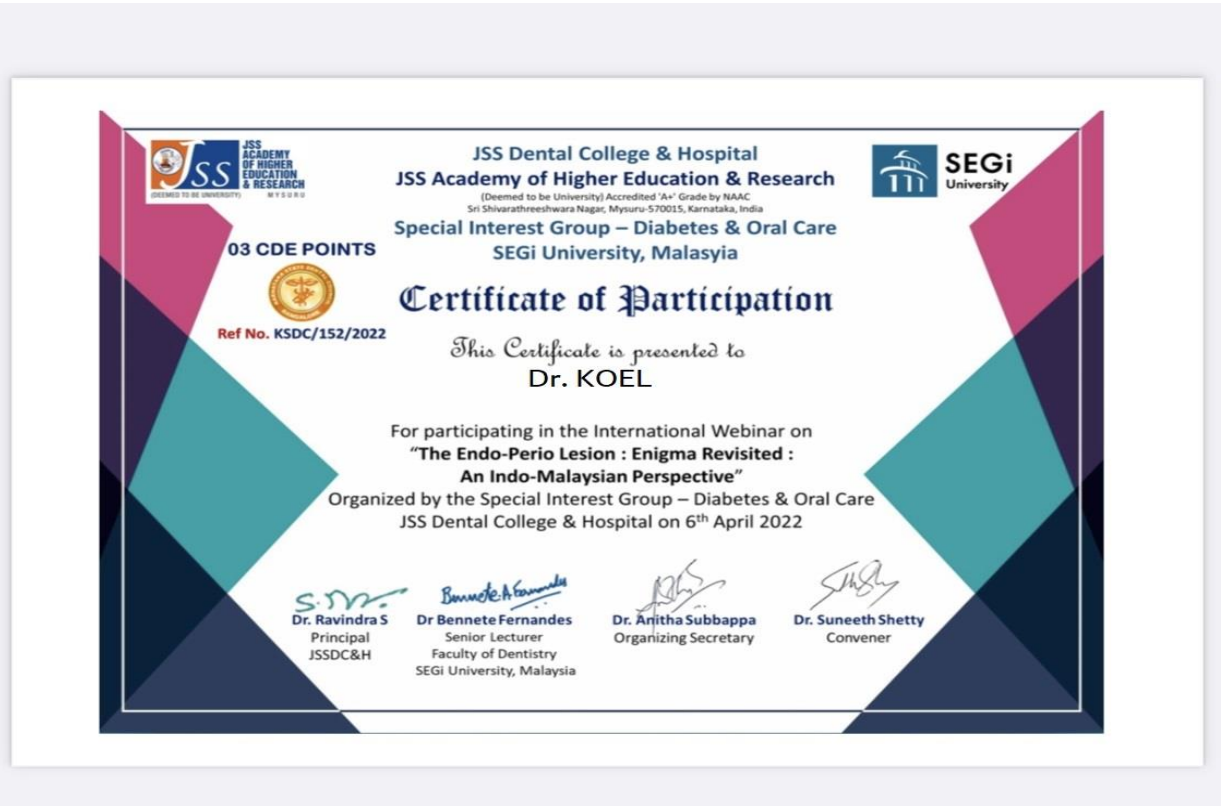 JSS
JSS
ACADEMY
OF HIGHER
EDUCATION
& RESEARCH
(DEEMED TO BE UNIVERSITY) MYSURU
JSS Dental College & Hospital
JSS Academy of Higher Education & Research
(Deemed to be University) Accredited 'A+' Grade by NAAC
Sri Shivarathreeshwara Nagar, Mysuru-570015, Karnataka, India
Special Interest Group – Diabetes & Oral Care
SEGi University, Malasyia
SEGi
University
03 CDE POINTS
Ref No. KSDC/152/2022
Certificate of Participation
This Certificate is presented to
Dr. KOEL
For participating in the International Webinar on
“The Endo-Perio Lesion : Enigma Revisited :
An Indo-Malaysian Perspective”
Organized by the Special Interest Group – Diabetes & Oral Care
JSS Dental College & Hospital on 6th April 2022
Dr. Ravindra S
Principal
JSSDC&H
Bennete.A Fernandes
Dr Bennete Fernandes
Senior Lecturer
Faculty of Dentistry
SEGi University, Malaysia
Dr. Anitha Subbappa
Organizing Secretary
Dr. Suneeth Shetty
Convener